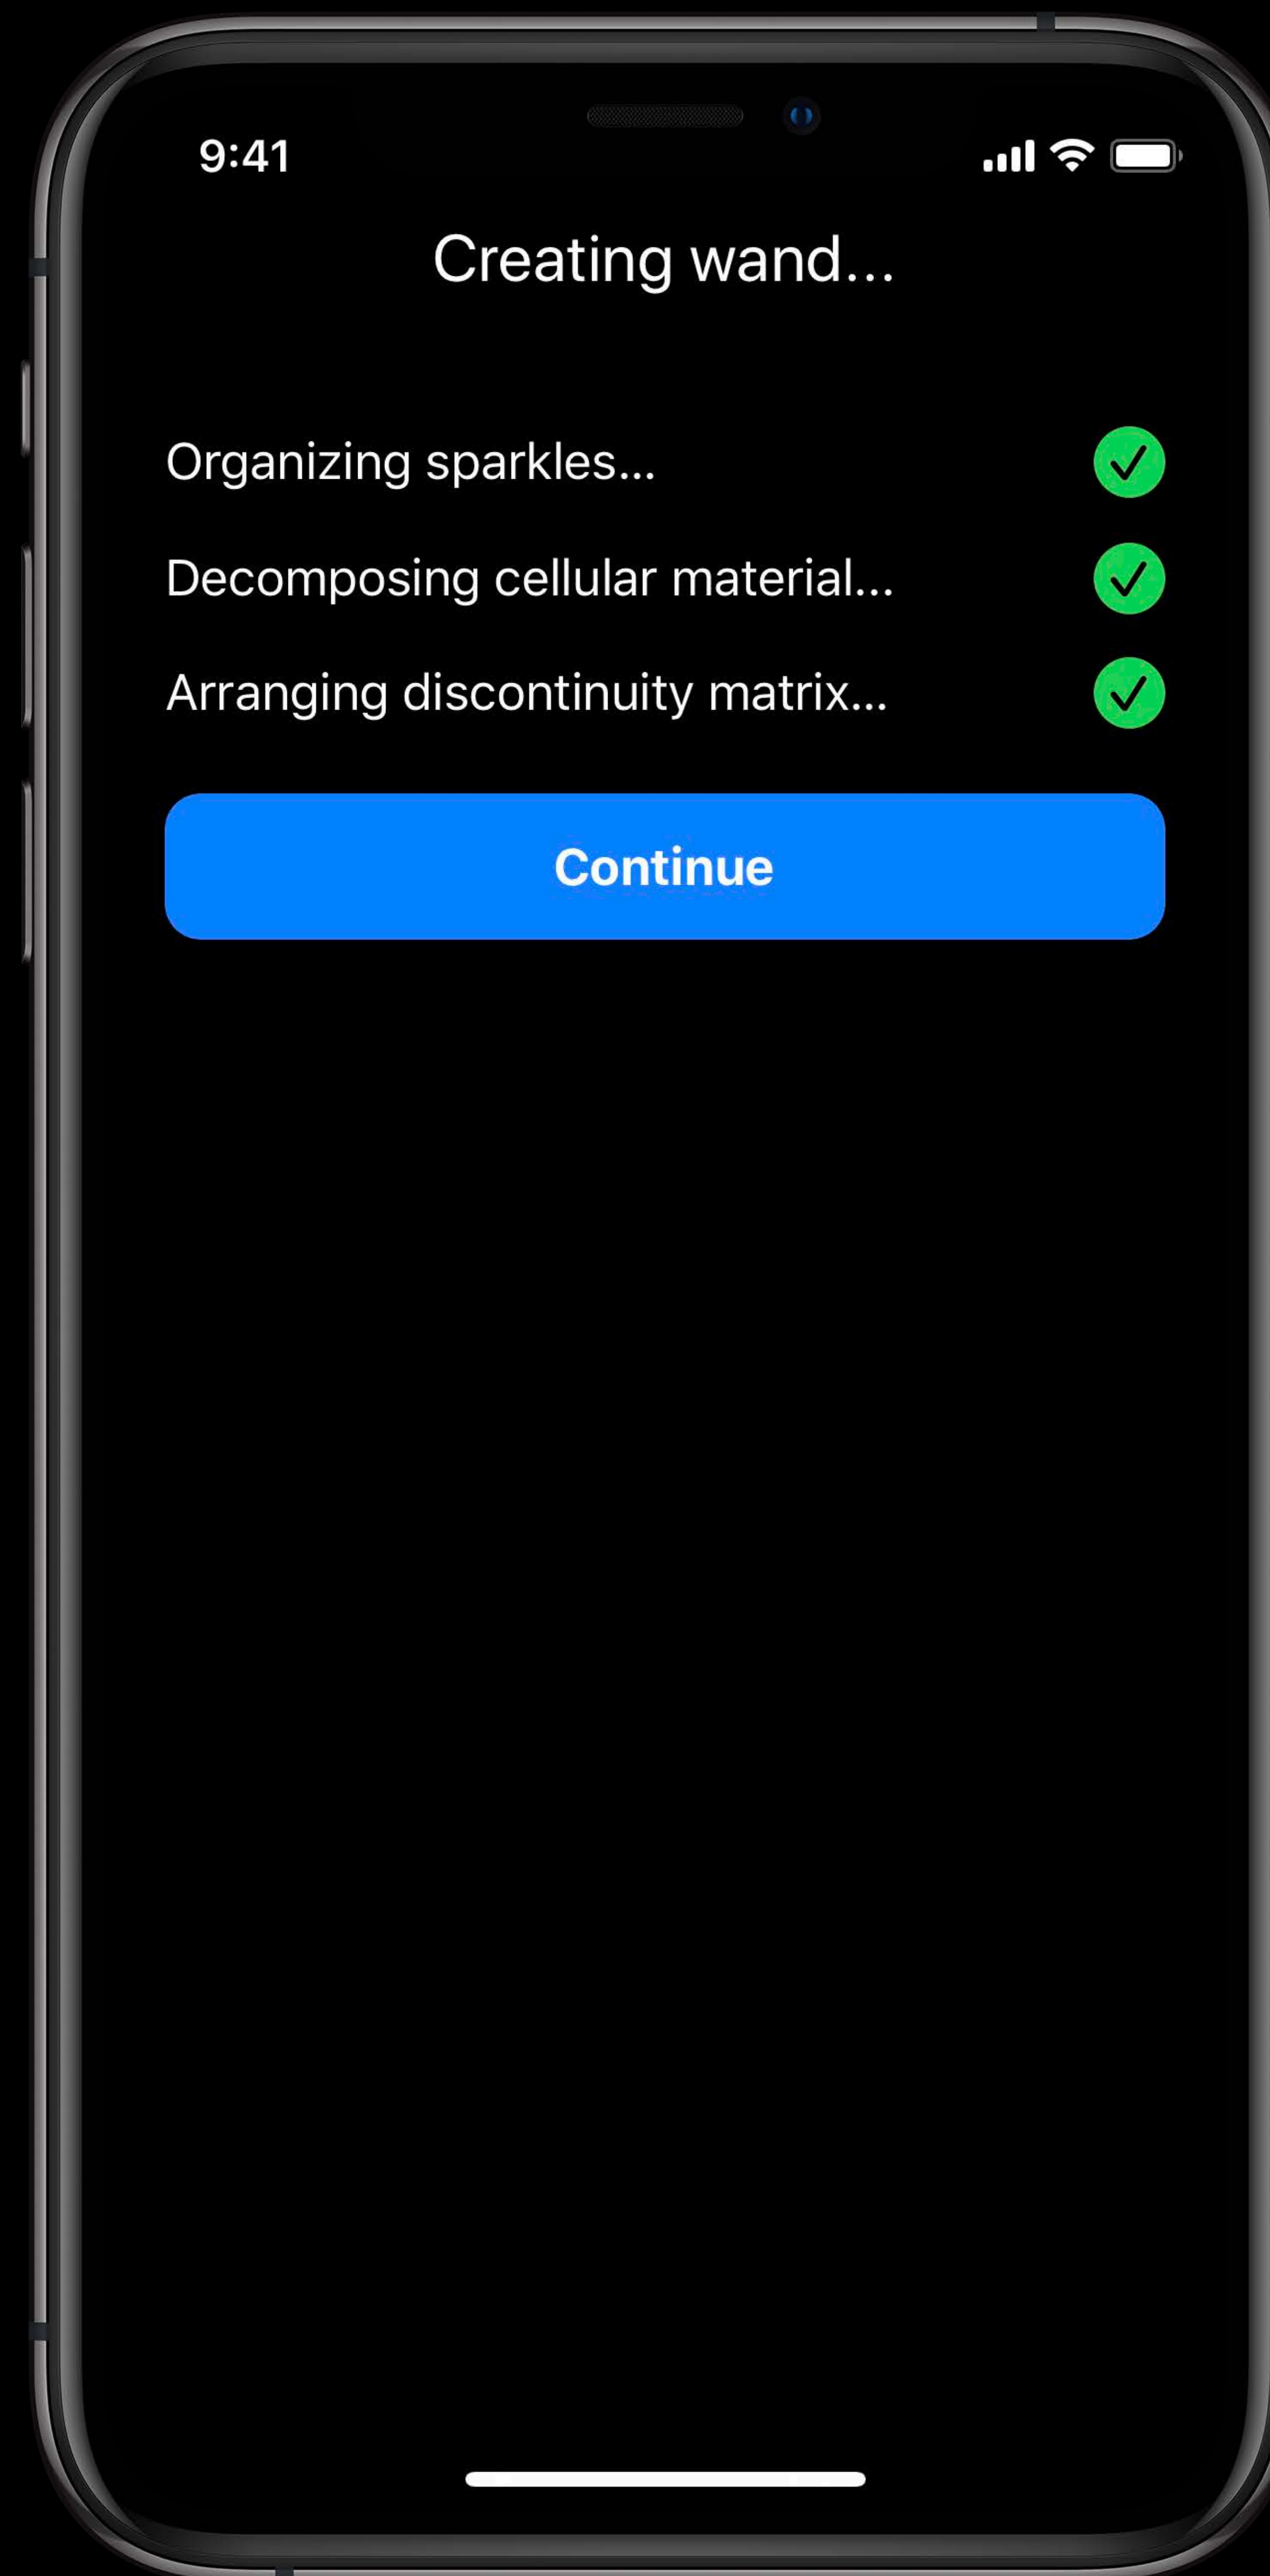 9:41
Creating wand...
Organizing sparkles...
Decomposing cellular material...
Arranging discontinuity matrix...
Continue